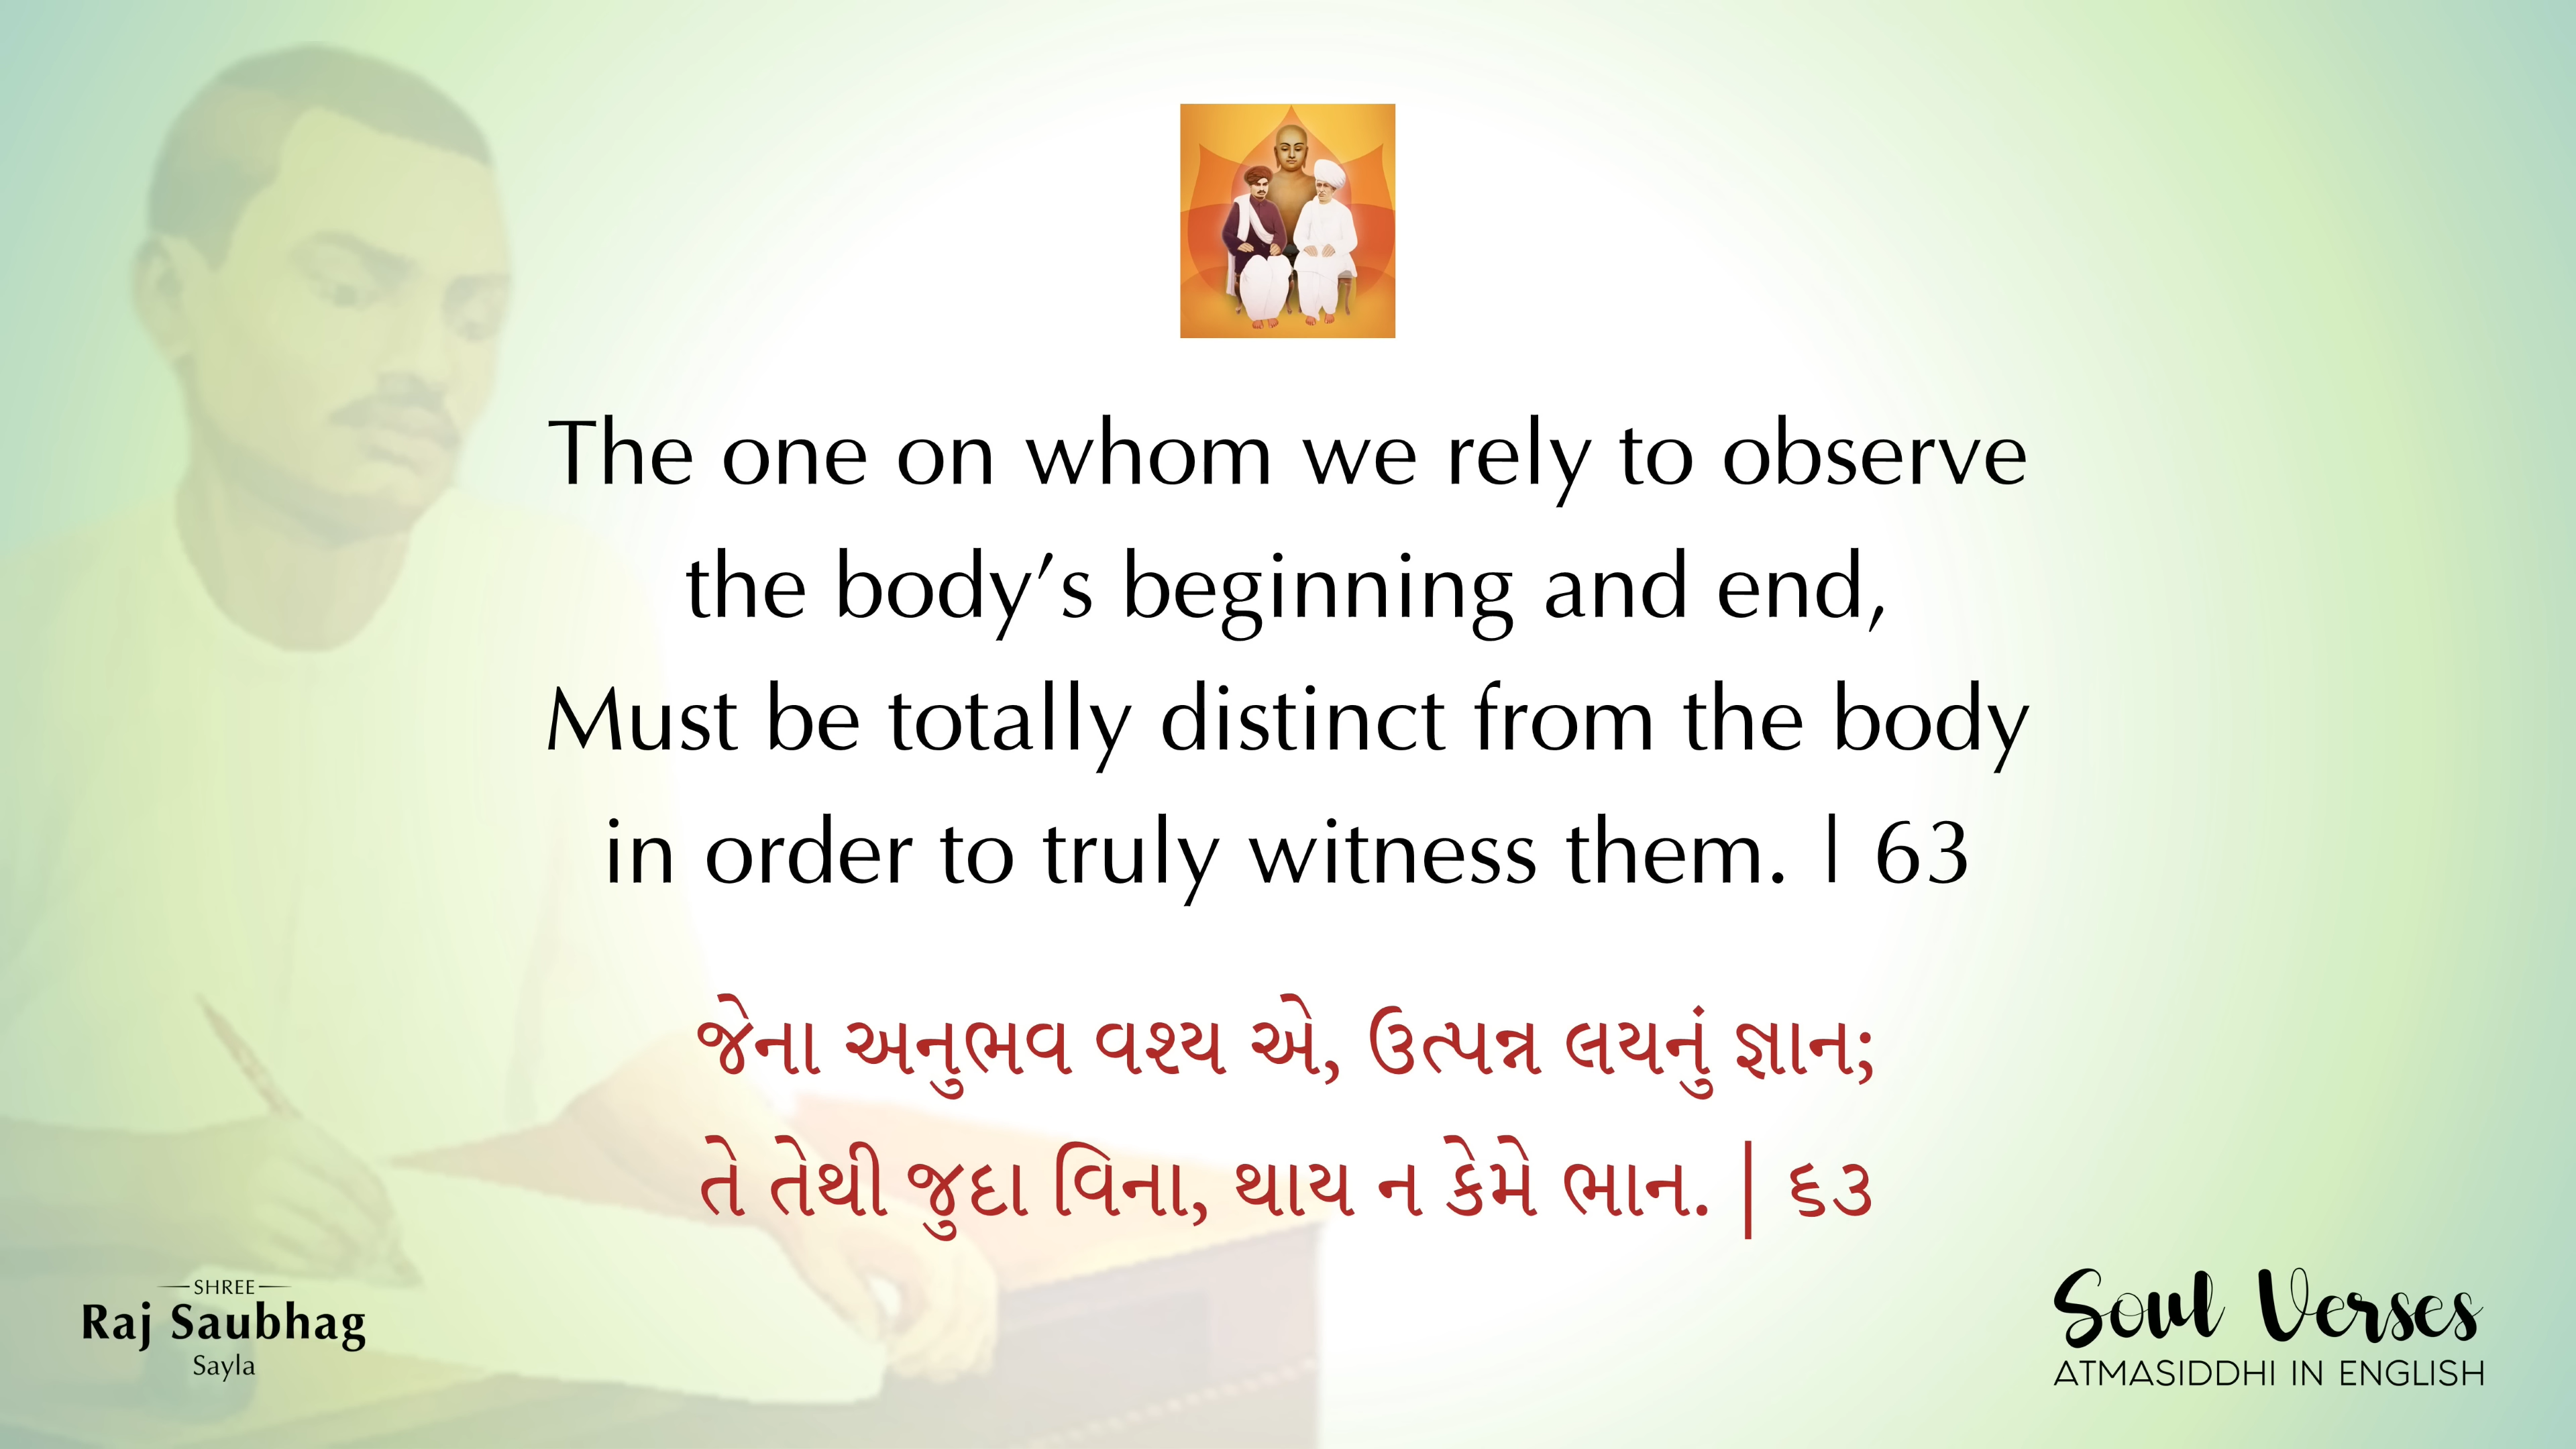 The one on whom we rely to observe
the body’s beginning and end,
Must be totally distinct from the body
in order to truly witness them. | 63
જેના અનુભવ વશ્ય એ, ઉત્પન્ન લયનું જ્ઞાન;
તે તેથી જુદા વિના, થાય ન કેમે ભાન. | ૬૩
SHREE
Raj Saubhag
Sayla
Soul Verses
ATMASIDDHI IN ENGLISH